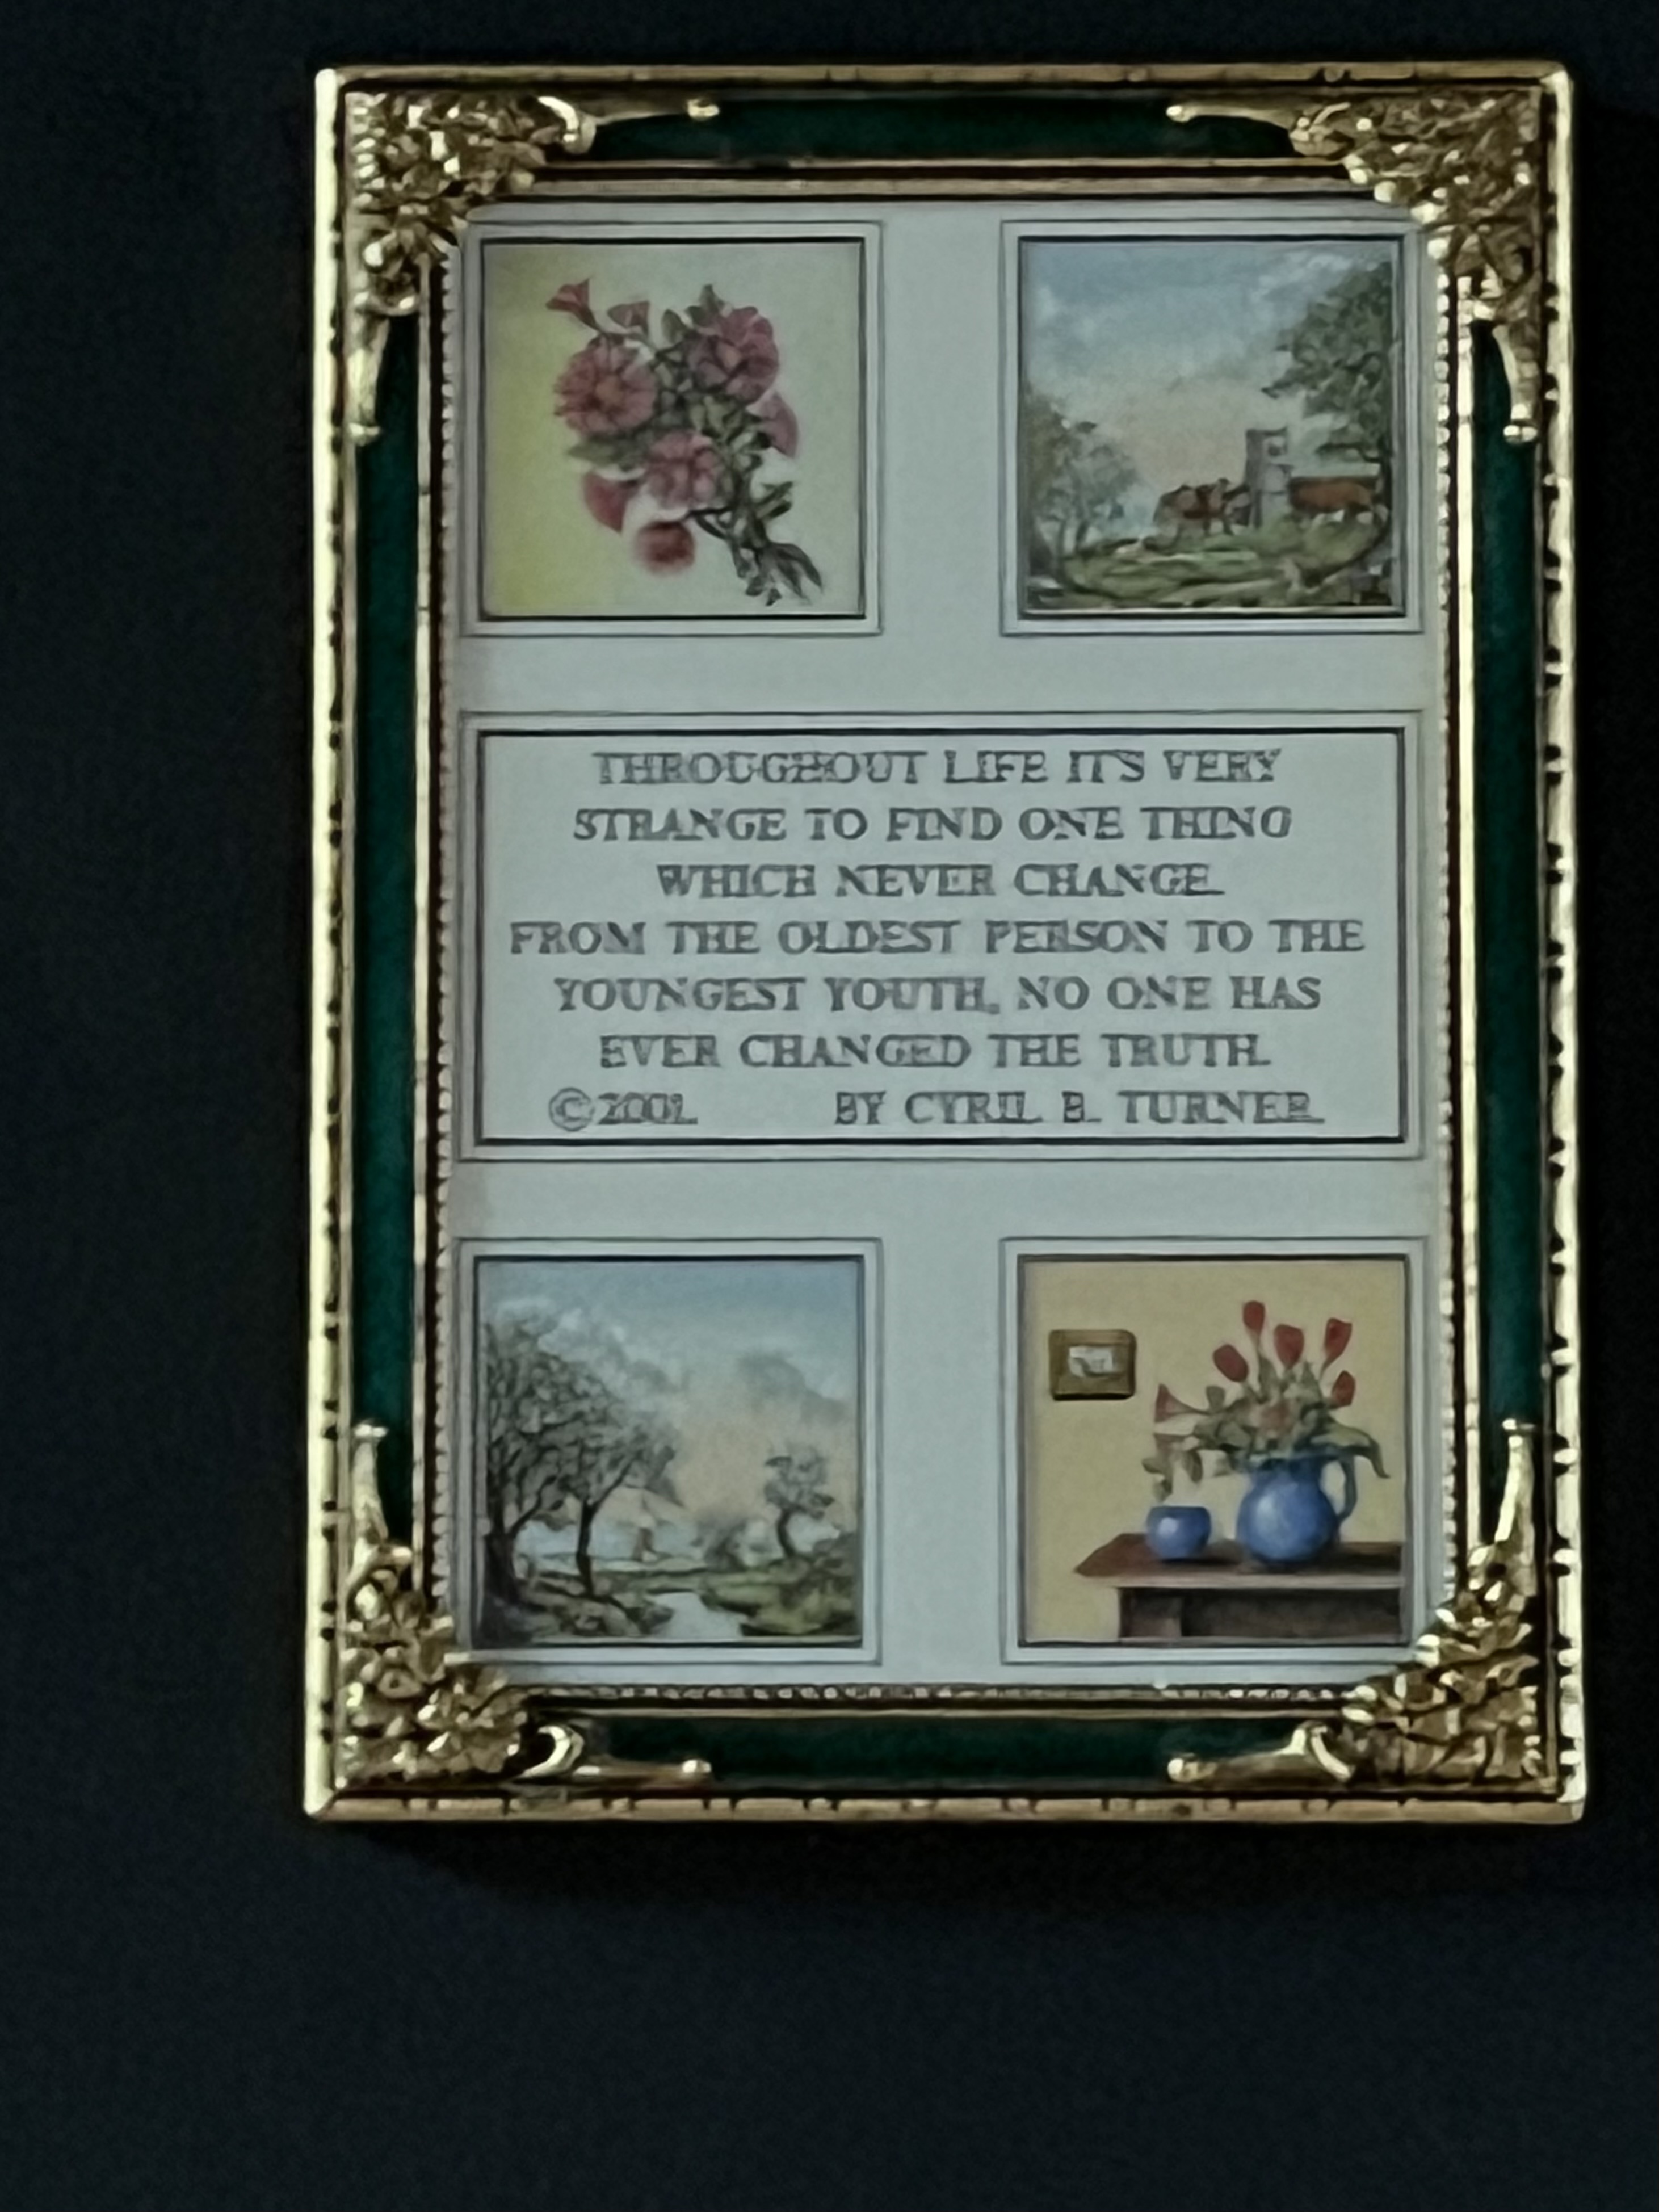 THROUGHOUT LIFE IT'S VERY
STRANGE TO FIND ONE THING
WHICH NEVER CHANGE.
FROM THE OLDEST PERSON TO THE
YOUNGEST YOUTH, NO ONE HAS
EVER CHANGED THE TRUTH.
©2001. BY CYRIL B. TURNER